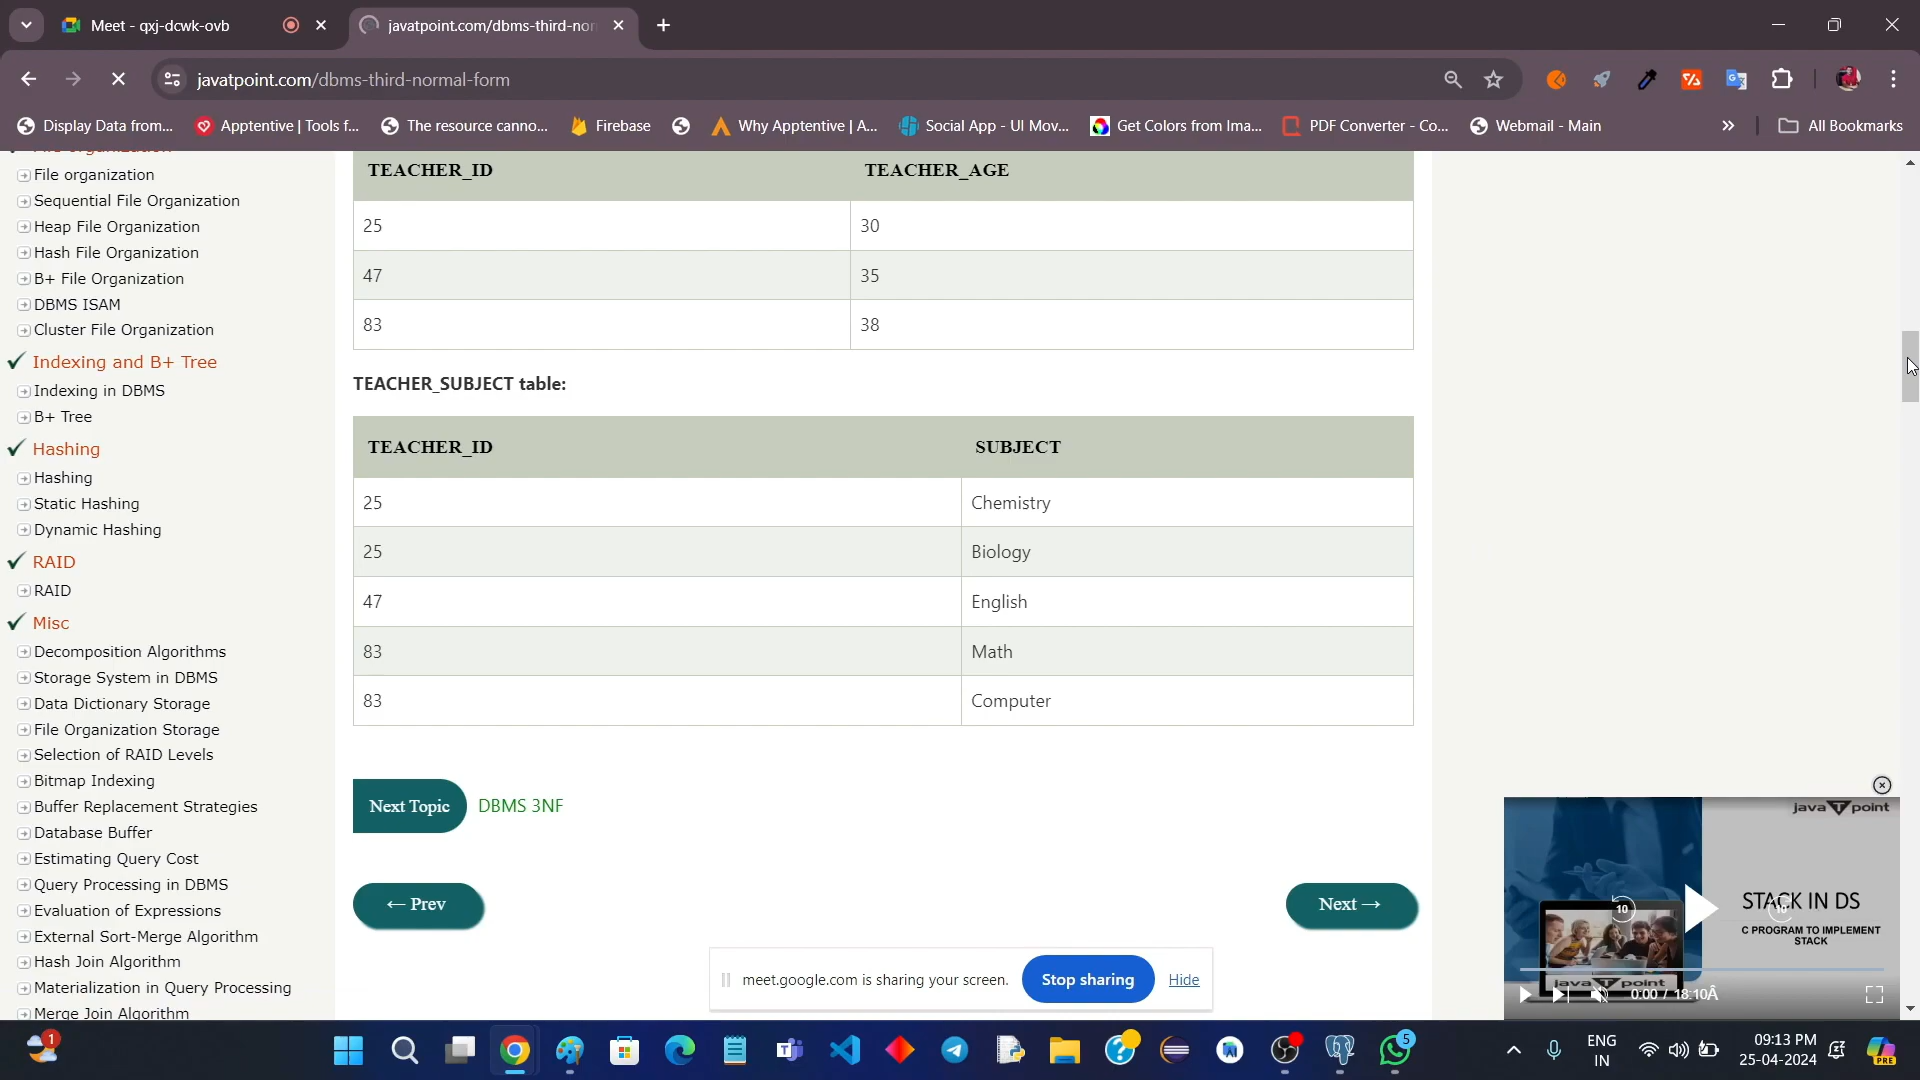 Meet - qxj-dcwk-ovb
javatpoint.com/dbms-third-nor
javatpoint.com/dbms-third-normal-form
Display Data from...
Apptentive | Tools f...
The resource canno...
Firebase
Why Apptentive | A...
Social App - UI Mov...
Get Colors from Ima...
PDF Converter - Co...
Webmail - Main
All Bookmarks
File organization
File organization
Sequential File Organization
Heap File Organization
Hash File Organization
B+ File Organization
DBMS ISAM
Cluster File Organization
Indexing and B+ Tree
Indexing in DBMS
B+ Tree
Hashing
Hashing
Static Hashing
Dynamic Hashing
RAID
RAID
Misc
Decomposition Algorithms
Storage System in DBMS
Data Dictionary Storage
File Organization Storage
Selection of RAID Levels
Bitmap Indexing
Buffer Replacement Strategies
Database Buffer
Estimating Query Cost
Query Processing in DBMS
Evaluation of Expressions
External Sort-Merge Algorithm
Hash Join Algorithm
Materialization in Query Processing
Merge Join Algorithm
TEACHER_ID TEACHER_AGE
25 30
47 35
83 38
TEACHER_SUBJECT table:
TEACHER_ID SUBJECT
25 Chemistry
25 Biology
47 English
83 Math
83 Computer
Next Topic DBMS 3NF
← Prev
Next →
meet.google.com is sharing your screen. Stop sharing Hide
java T point
STACK IN DS
C PROGRAM TO IMPLEMENT
STACK
10
10
java T point
0:00 / 18:10Â
1
5
ENG
IN
09:13 PM
25-04-2024
PRE